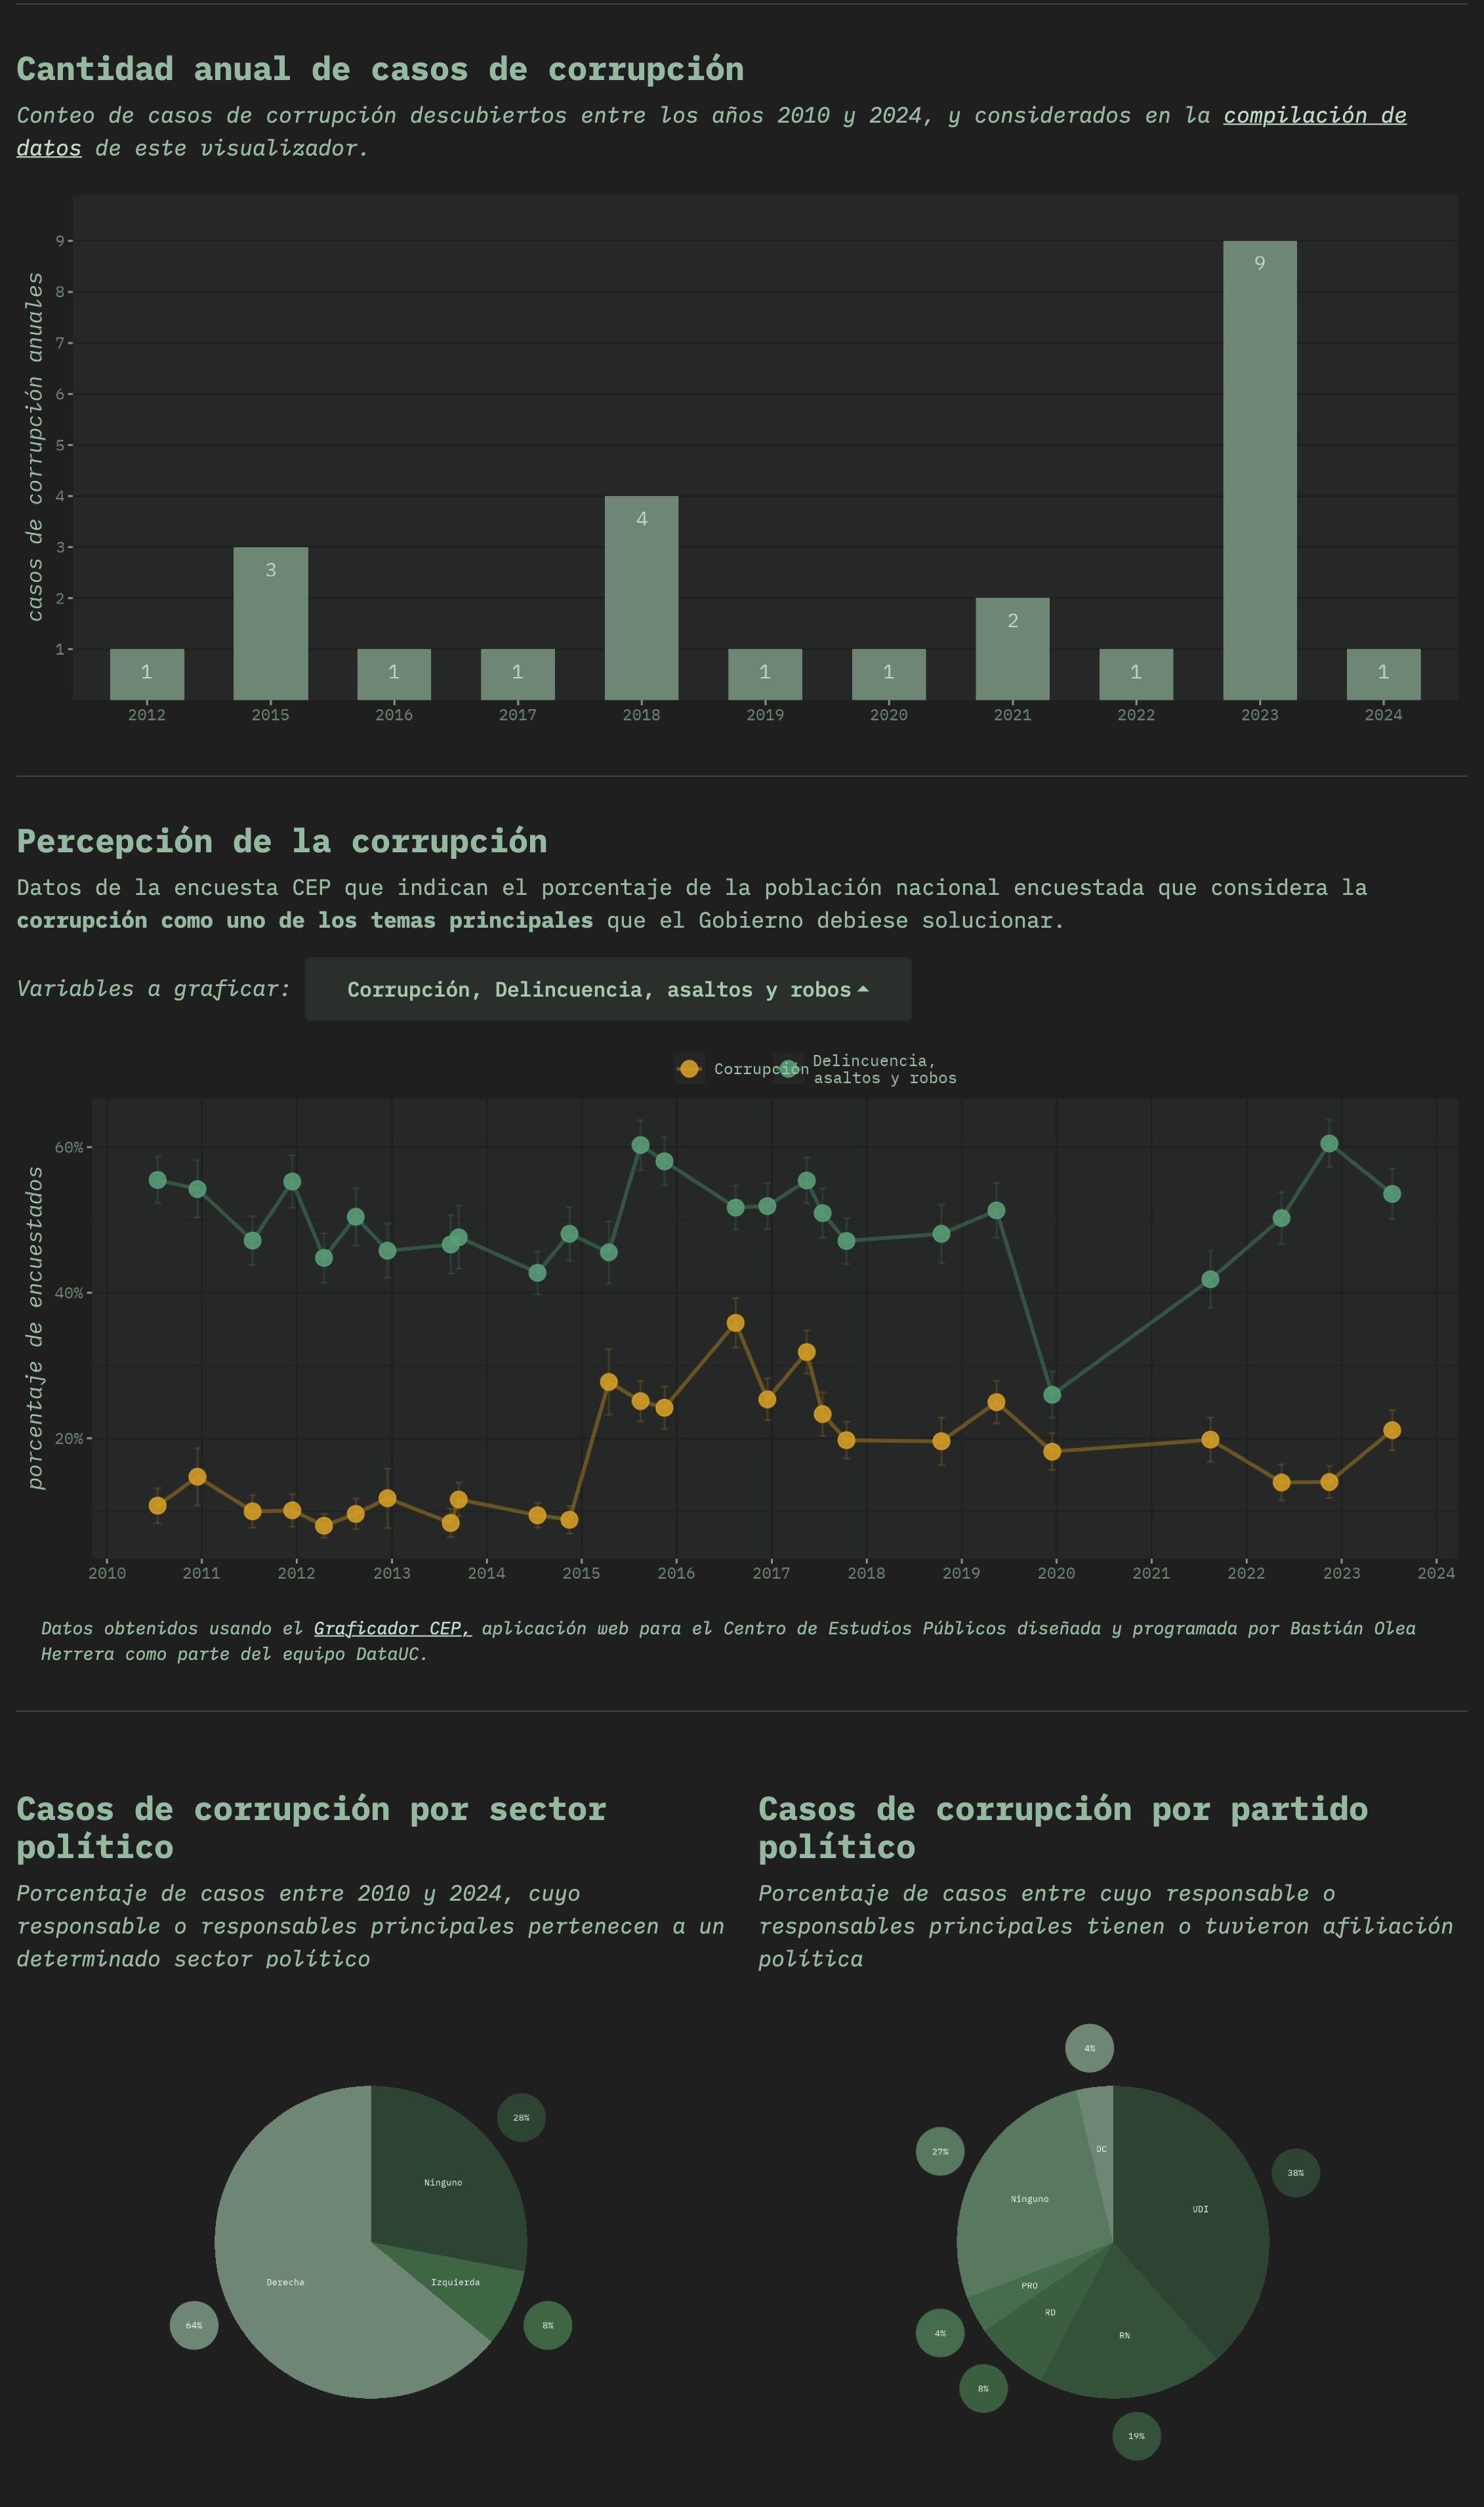 Cantidad anual de casos de corrupción
Conteo de casos de corrupción descubiertos entre los años 2010 y 2024, y considerados en la compilación de
datos de este visualizador.
casos de corrupción anuales
9
8
7
6
5
4
3
2
1
1
3
1
1
4
1
1
2
1
9
1
2012 2015 2016 2017 2018 2019 2020 2021 2022 2023 2024
Percepción de la corrupción
Datos de la encuesta CEP que indican el porcentaje de la población nacional encuestada que considera la
corrupción como uno de los temas principales que el Gobierno debiese solucionar.
Variables a graficar: Corrupción, Delincuencia, asaltos y robos
Corrupción
Delincuencia,
asaltos y robos
porcentaje de encuestados
60%
40%
20%
2010 2011 2012 2013 2014 2015 2016 2017 2018 2019 2020 2021 2022 2023 2024
Datos obtenidos usando el Graficador CEP, aplicación web para el Centro de Estudios Públicos diseñada y programada por Bastián Olea
Herrera como parte del equipo DataUC.
Casos de corrupción por sector
político
Porcentaje de casos entre 2010 y 2024, cuyo
responsable o responsables principales pertenecen a un
determinado sector político
28%
Ninguno
Derecha
Izquierda
64%
8%
Casos de corrupción por partido
político
Porcentaje de casos entre cuyo responsable o
responsables principales tienen o tuvieron afiliación
política
4%
DC
27%
38%
Ninguno
UDI
PRO
RD
RN
4%
8%
19%